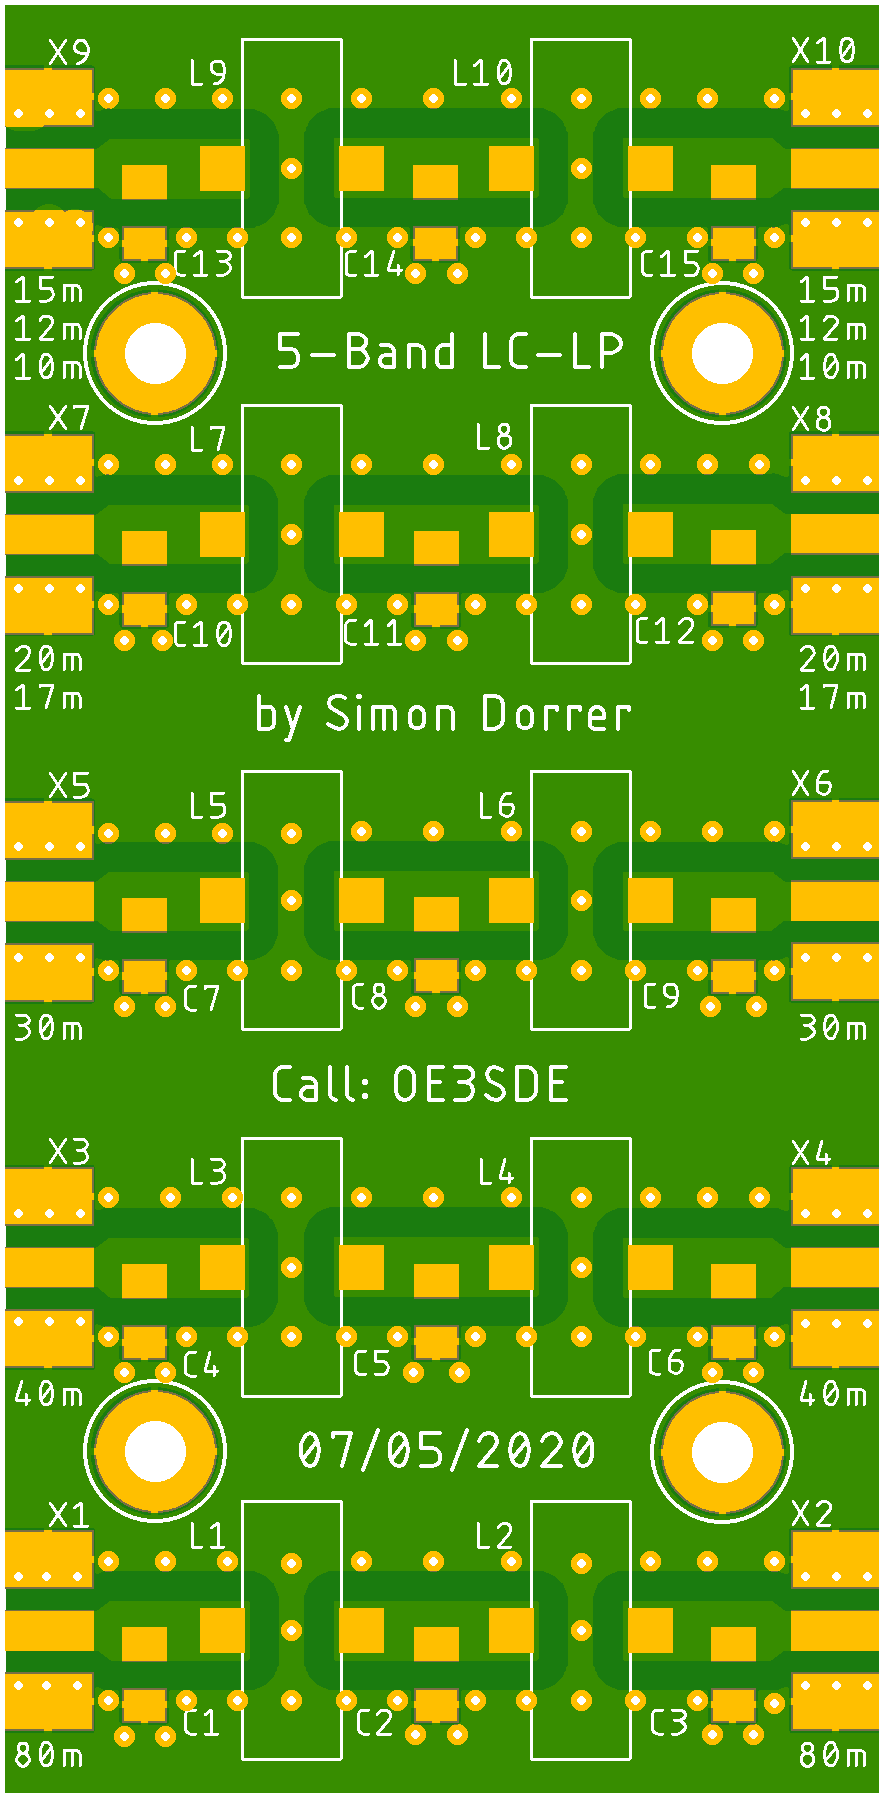 X9 L9 L10 X10
C13 C14 C15
15m 15m
12m 12m
10m 5-Band LC-LP 10m
X7 L7 L8 X8
C10 C11 C12
20m 20m
17m 17m
by Simon Dorrer
X5 L5 L6 X6
C7 C8 C9
30m 30m
Call: OE3SDE
X3 L3 L4 X4
C4 C5 C6
40m 40m
07/05/2020
X1 L1 L2 X2
C1 C2 C3
80m 80m